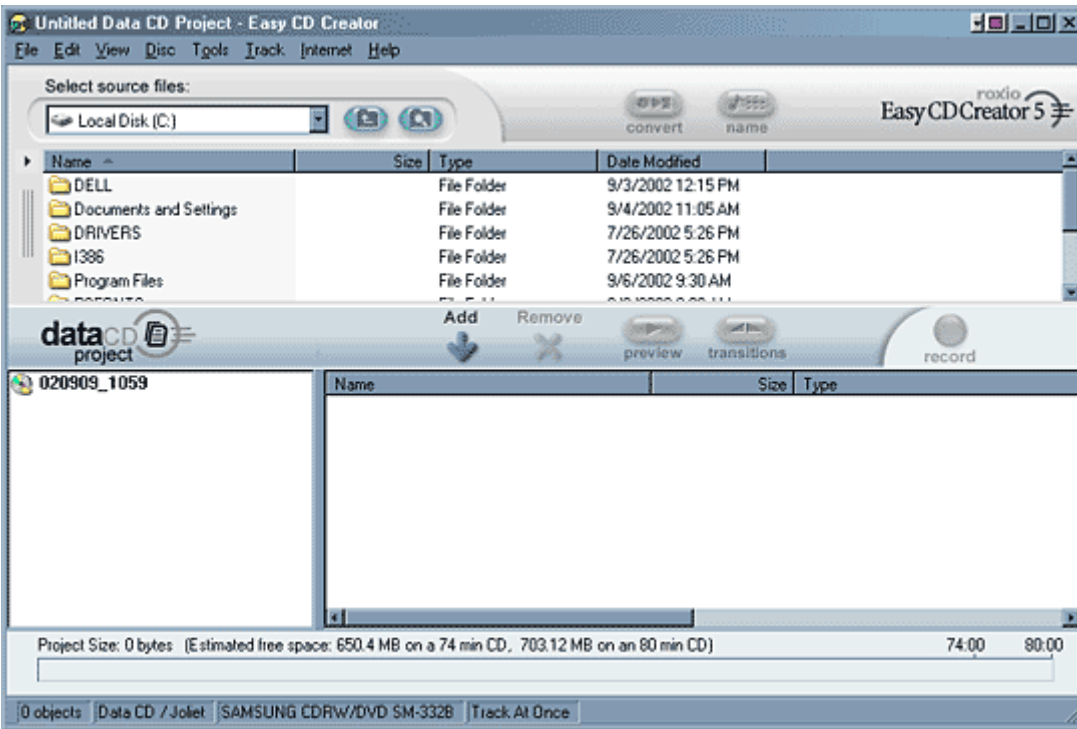 Untitled Data CD Project - Easy CD Creator
File Edit View Disc Tools Track Internet Help
Select source files:
Local Disk (C:)
convert name
roxio
Easy CD Creator 5
Name Size Type Date Modified
DELL File Folder 9/3/2002 12:15 PM
Documents and Settings File Folder 9/4/2002 11:05 AM
DRIVERS File Folder 7/26/2002 5:26 PM
I386 File Folder 7/26/2002 5:26 PM
Program Files File Folder 9/6/2002 9:30 AM
Add Remove
dataCD
project
preview transitions record
020909_1059
Name Size Type
Project Size: 0 bytes (Estimated free space: 650.4 MB on a 74 min CD, 703.12 MB on an 80 min CD) 74:00 80:00
0 objects Data CD / Joliet SAMSUNG CDRW/DVD SM-332B Track At Once